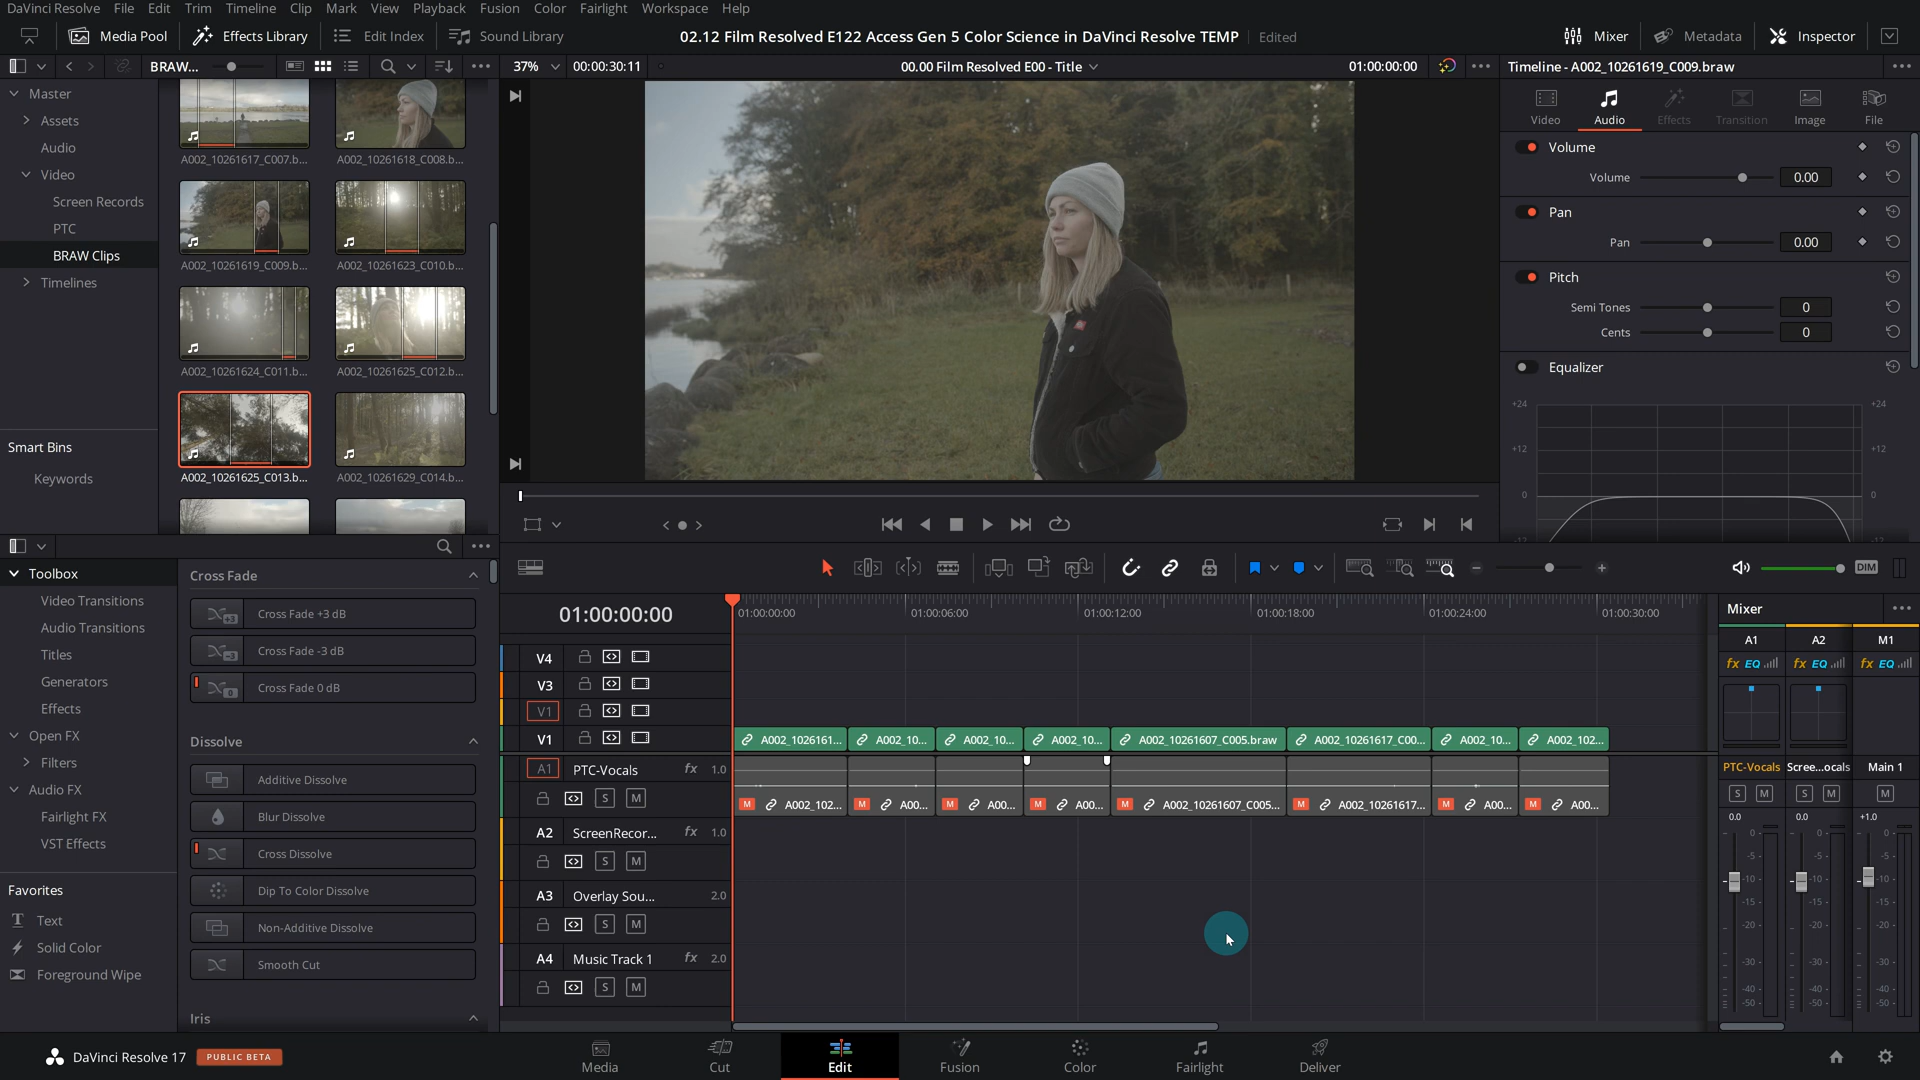 DaVinci Resolve File Edit Trim Timeline Clip Mark View Playback Fusion Color Fairlight Workspace Help
Media Pool Effects Library Edit Index Sound Library 02.12 Film Resolved E122 Access Gen 5 Color Science in DaVinci Resolve TEMP Edited Mixer Metadata Inspector
BRAW... 37% 00:00:30:11 00.00 Film Resolved E00 - Title 01:00:00:00 Timeline - A002_10261619_C009.braw
Master
Assets
Audio
Video
Screen Records
PTC
BRAW Clips
Timelines
Smart Bins
Keywords
A002_10261617_C007.b... A002_10261618_C008.b...
A002_10261619_C009.b... A002_10261623_C010.b...
A002_10261624_C011.b... A002_10261625_C012.b...
A002_10261625_C013.b... A002_10261629_C014.b...
Video Audio Effects Transition Image File
Volume
Volume 0.00
Pan
Pan 0.00
Pitch
Semi Tones 0
Cents 0
Equalizer
+24 +24
+12 +12
0 0
-12 -12
Toolbox
Video Transitions
Audio Transitions
Titles
Generators
Effects
Open FX
Filters
Audio FX
Fairlight FX
VST Effects
Favorites
Text
Solid Color
Foreground Wipe
Cross Fade
+3 Cross Fade +3 dB
-3 Cross Fade -3 dB
0 Cross Fade 0 dB
Dissolve
Additive Dissolve
Blur Dissolve
Cross Dissolve
Dip To Color Dissolve
Non-Additive Dissolve
Smooth Cut
Iris
DIM
01:00:00:00 01:00:00:00 01:00:06:00 01:00:12:00 01:00:18:00 01:00:24:00 01:00:30:00
V4
V3
V1
V1 A002_1026161... A002_10... A002_10... A002_10... A002_10261607_C005.braw A002_10261617_C00... A002_10... A002_102...
A1 PTC-Vocals fx 1.0
S M M A002_102... M A00... M A00... M A00... M A002_10261607_C005... M A002_10261617... M A00... M A00...
A2 ScreenRecor... fx 1.0
S M
A3 Overlay Sou... 2.0
S M
A4 Music Track 1 fx 2.0
S M
Mixer
A1 A2 M1
fx EQ fx EQ fx EQ
PTC-Vocals Scree...ocals Main 1
S M S M M
0.0 0.0 +1.0
0 0 0
-5 -5 -5
-10 -10 -10
-15 -15 -15
-20 -20 -20
-30 -30 -30
-40 -40 -40
-50 -50 -50
DaVinci Resolve 17 PUBLIC BETA Media Cut Edit Fusion Color Fairlight Deliver